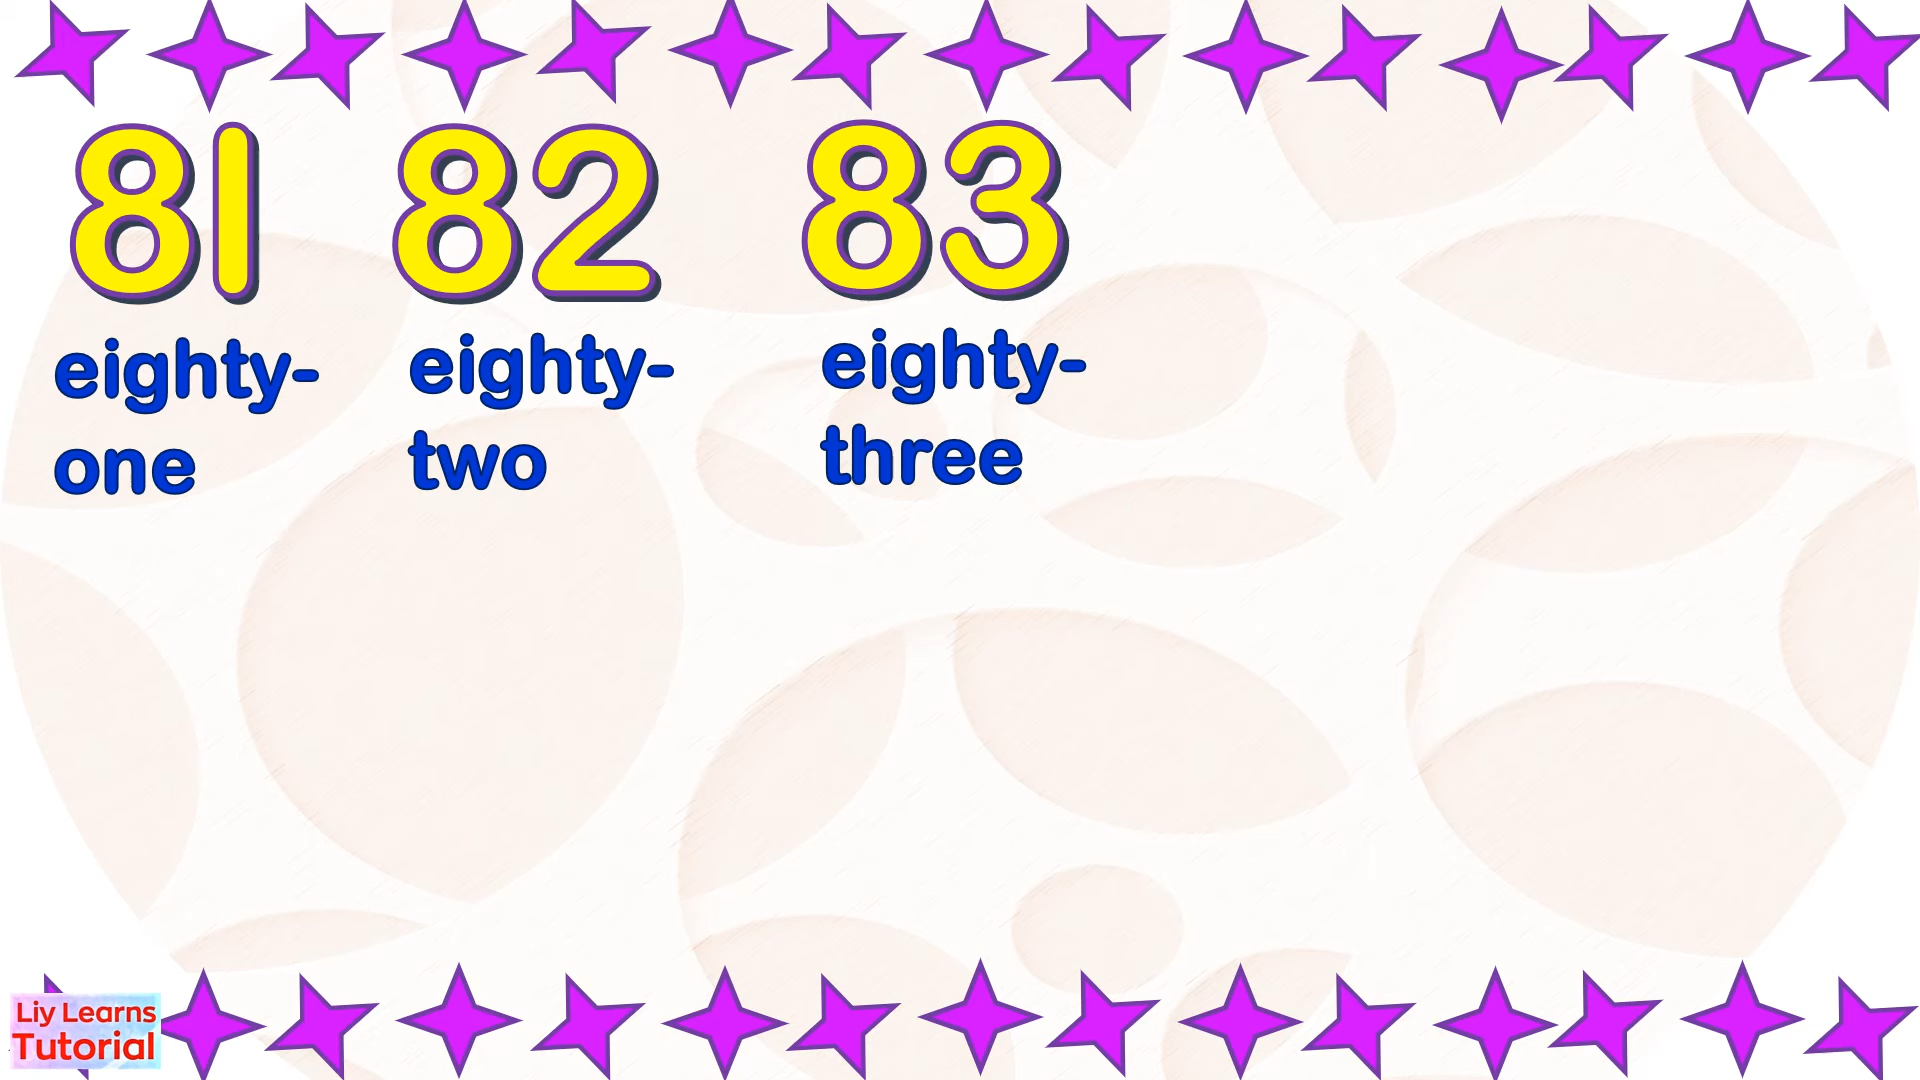 81 82 83
eighty-
one
eighty-
two
eighty-
three
Liy Learns
Tutorial